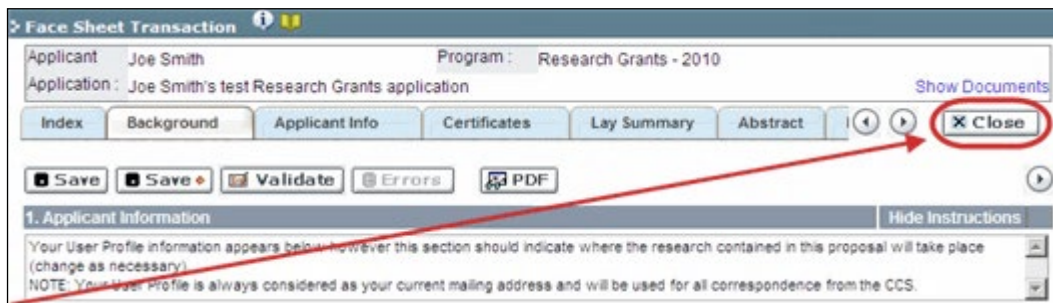 Face Sheet Transaction
Applicant Joe Smith Program : Research Grants - 2010
Application : Joe Smith's test Research Grants application Show Documents
Index Background Applicant Info Certificates Lay Summary Abstract X Close
Save Save Validate Errors PDF
1. Applicant Information Hide Instructions
Your User Profile information appears below however this section should indicate where the research contained in this proposal will take place
(change as necessary)
NOTE: Your User Profile is always considered as your current mailing address and will be used for all correspondence from the CCS.